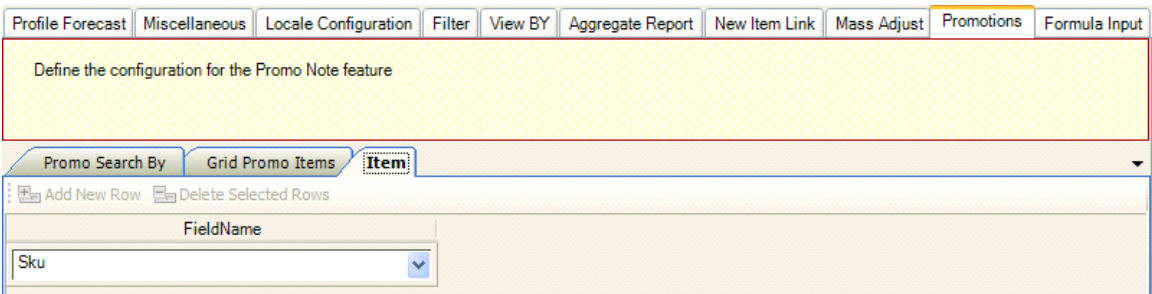 Profile Forecast Miscellaneous Locale Configuration Filter View BY Aggregate Report New Item Link Mass Adjust Promotions Formula Input
Define the configuration for the Promo Note feature
Promo Search By Grid Promo Items Item
Add New Row Delete Selected Rows
FieldName
Sku